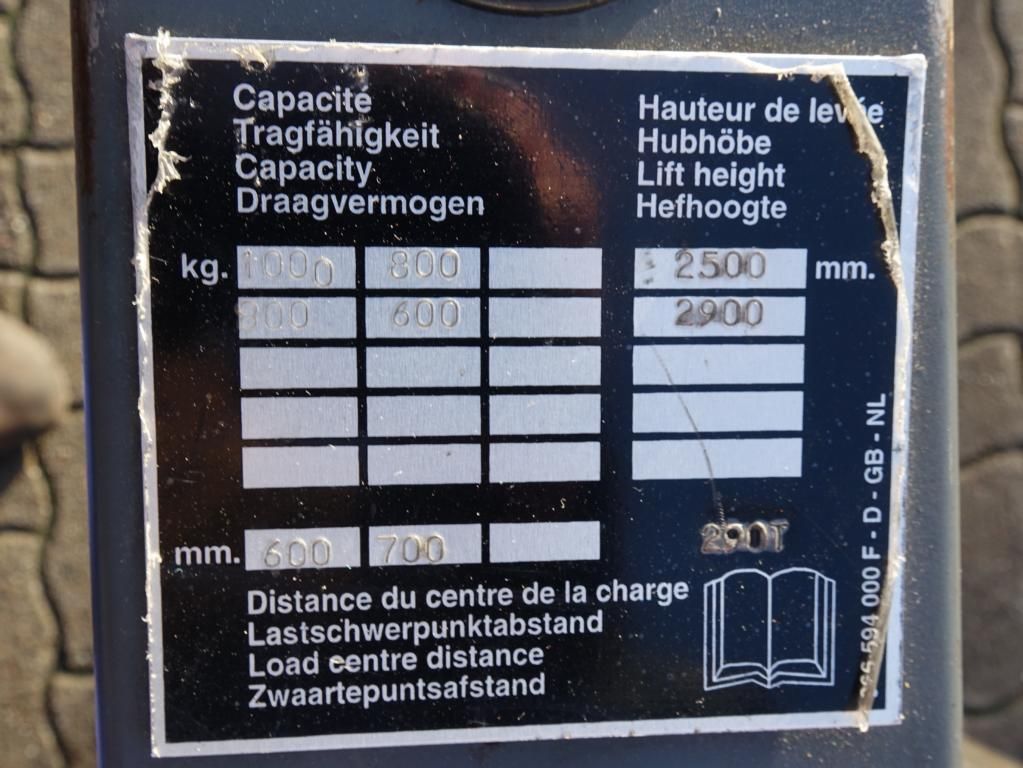 Capacité
Tragfähigkeit
Capacity
Draagvermogen
Hauteur de levée
Hubhöbe
Lift height
Hefhoogte
kg. 1000 800 2500 mm.
800 600 2900
mm. 600 700
290T
Distance du centre de la charge
Lastschwerpunktabstand
Load centre distance
Zwaartepuntsafstand
594 000 F - D - GB - NL